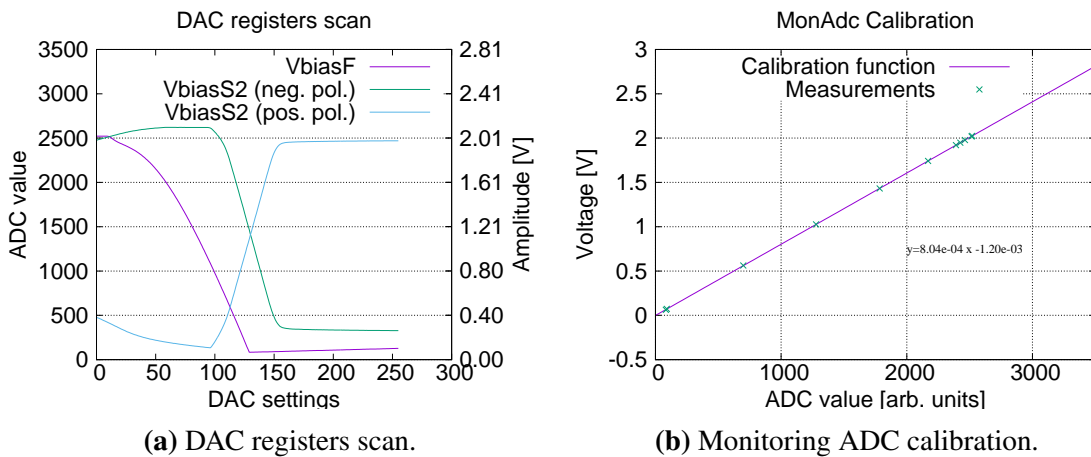 DAC registers scan
3500
3000
2500
2000
1500
1000
500
0
ADC value
VbiasF
VbiasS2 (neg. pol.)
VbiasS2 (pos. pol.)
2.81
2.41
2.01
1.61
1.21
0.80
0.40
0.00
Amplitude [V]
0 50 100 150 200 250 300
DAC settings
(a) DAC registers scan.
MonAdc Calibration
3
2.5
2
1.5
1
0.5
0
-0.5
Voltage [V]
Calibration function
Measurements
y=8.04e-04 x -1.20e-03
0 1000 2000 3000
ADC value [arb. units]
(b) Monitoring ADC calibration.